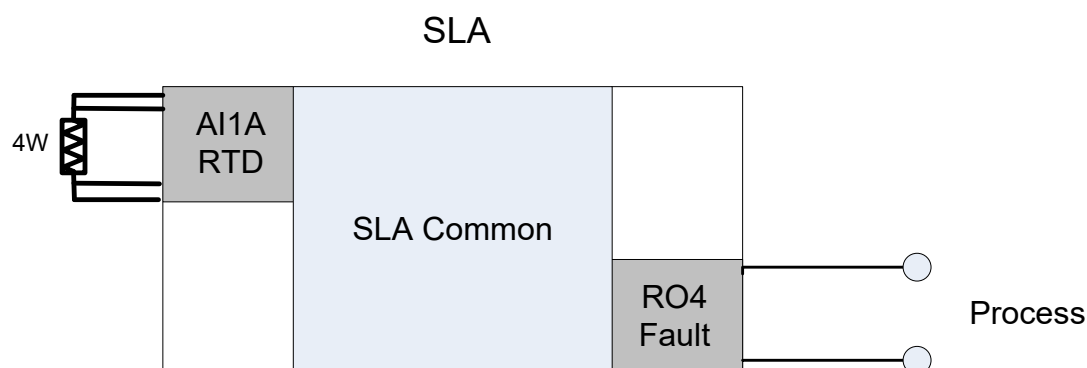 SLA
4W
AI1A
RTD
SLA Common
RO4
Fault
Process